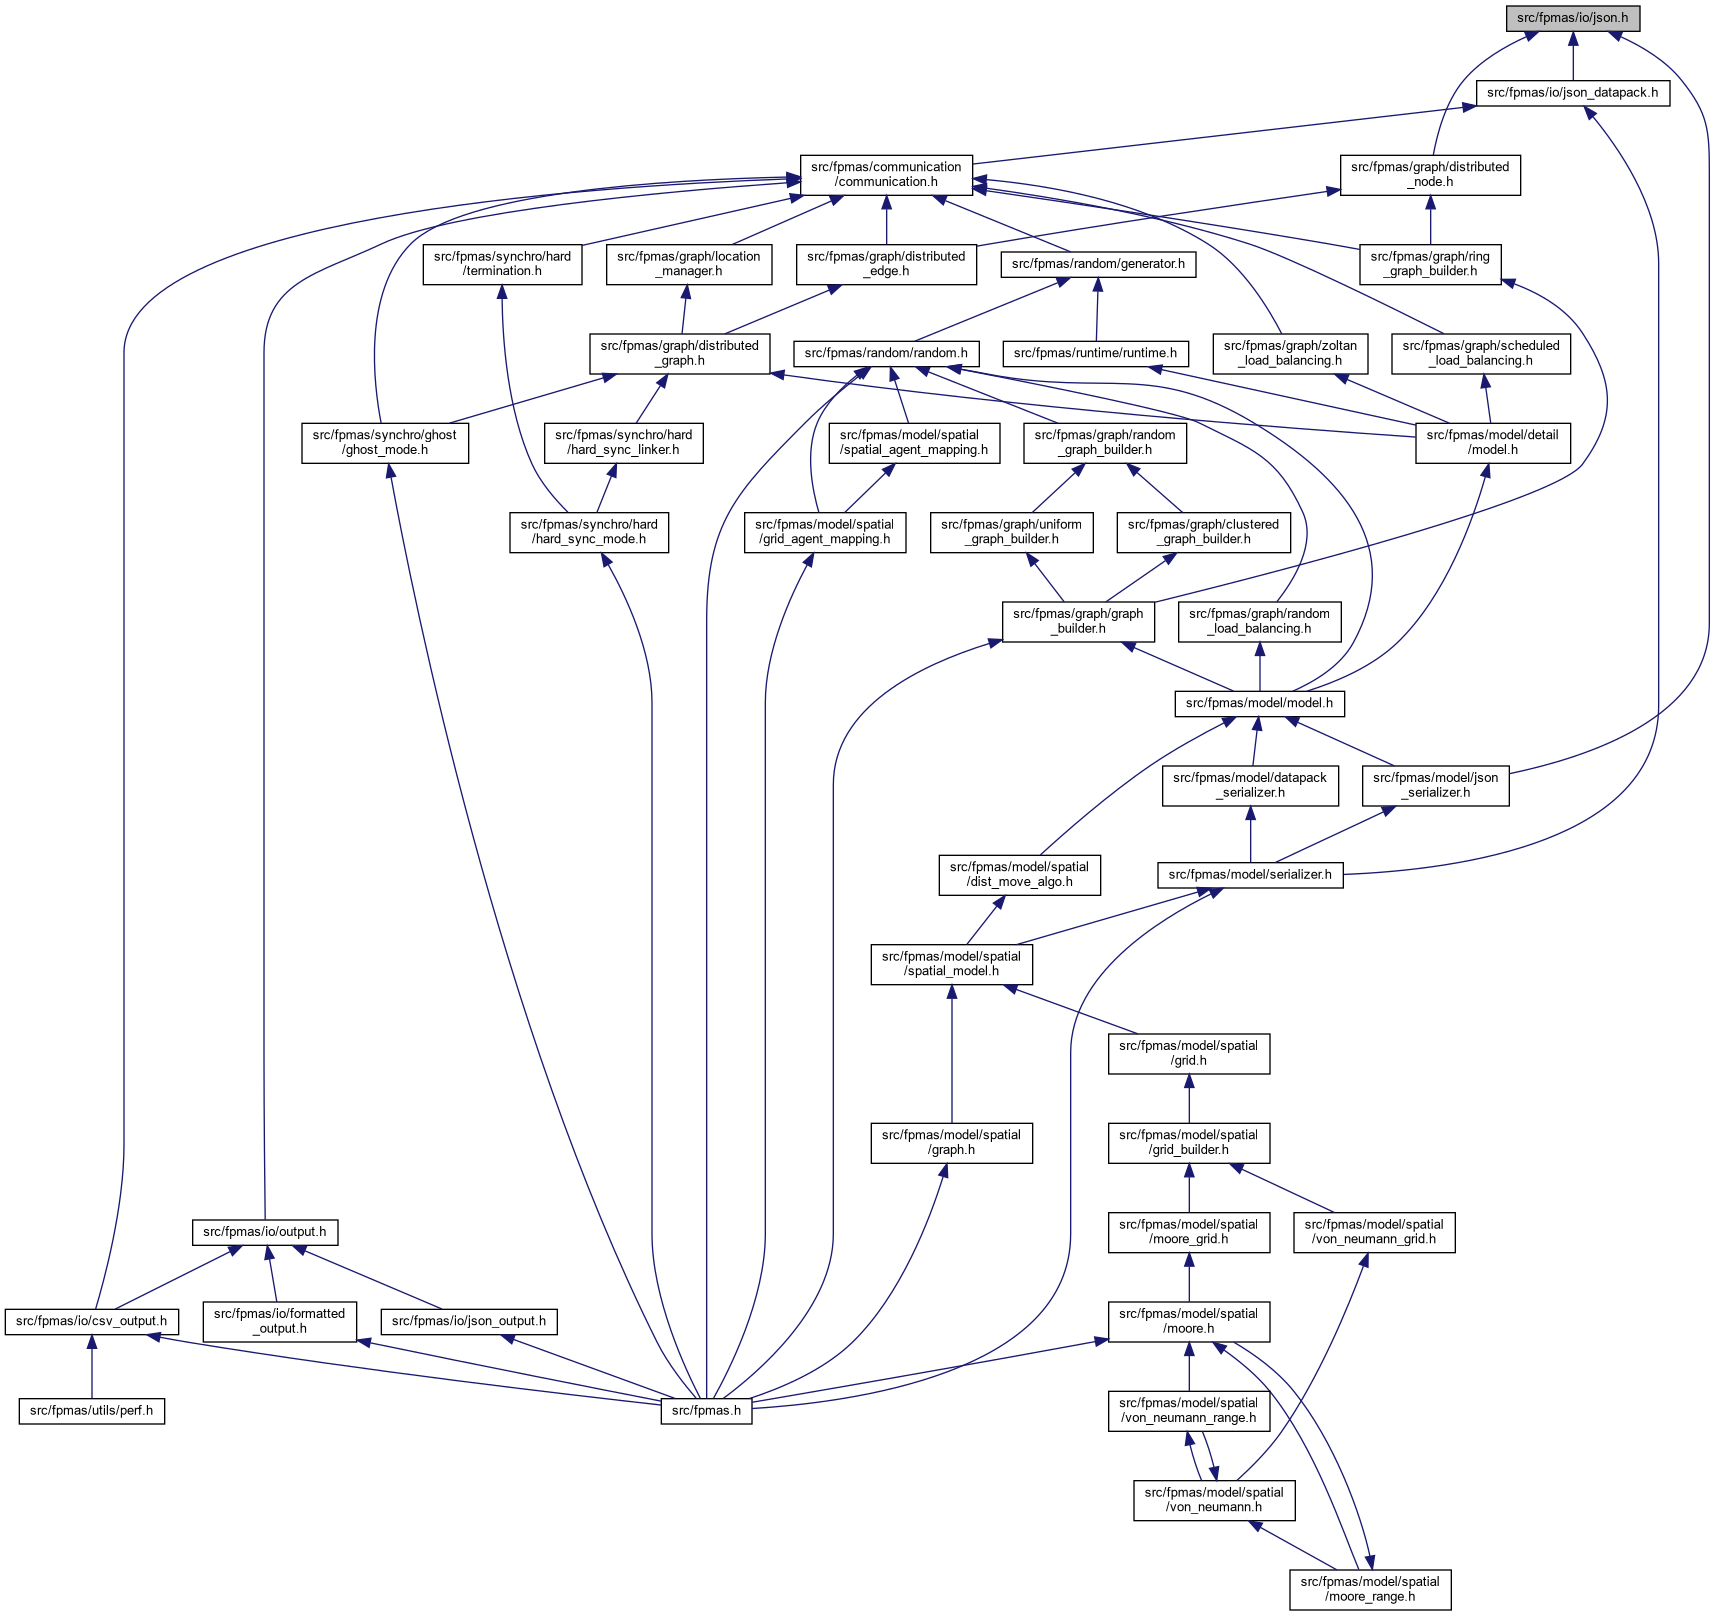 src/fpmas/io/json.h
src/fpmas/io/json_datapack.h
src/fpmas/communication
/communication.h
src/fpmas/graph/distributed
_node.h
src/fpmas/synchro/hard
/termination.h
src/fpmas/graph/location
_manager.h
src/fpmas/graph/distributed
_edge.h
src/fpmas/random/generator.h
src/fpmas/graph/ring
_graph_builder.h
src/fpmas/graph/distributed
_graph.h
src/fpmas/random/random.h
src/fpmas/runtime/runtime.h
src/fpmas/graph/zoltan
_load_balancing.h
src/fpmas/graph/scheduled
_load_balancing.h
src/fpmas/synchro/ghost
/ghost_mode.h
src/fpmas/synchro/hard
/hard_sync_linker.h
src/fpmas/model/spatial
/spatial_agent_mapping.h
src/fpmas/graph/random
_graph_builder.h
src/fpmas/model/detail
/model.h
src/fpmas/synchro/hard
/hard_sync_mode.h
src/fpmas/model/spatial
/grid_agent_mapping.h
src/fpmas/graph/uniform
_graph_builder.h
src/fpmas/graph/clustered
_graph_builder.h
src/fpmas/graph/graph
_builder.h
src/fpmas/graph/random
_load_balancing.h
src/fpmas/model/model.h
src/fpmas/model/datapack
_serializer.h
src/fpmas/model/json
_serializer.h
src/fpmas/model/spatial
/dist_move_algo.h
src/fpmas/model/serializer.h
src/fpmas/model/spatial
/spatial_model.h
src/fpmas/model/spatial
/grid.h
src/fpmas/model/spatial
/graph.h
src/fpmas/model/spatial
/grid_builder.h
src/fpmas/io/output.h
src/fpmas/model/spatial
/moore_grid.h
src/fpmas/model/spatial
/von_neumann_grid.h
src/fpmas/io/csv_output.h
src/fpmas/io/formatted
_output.h
src/fpmas/io/json_output.h
src/fpmas/model/spatial
/moore.h
src/fpmas/utils/perf.h
src/fpmas.h
src/fpmas/model/spatial
/von_neumann_range.h
src/fpmas/model/spatial
/von_neumann.h
src/fpmas/model/spatial
/moore_range.h